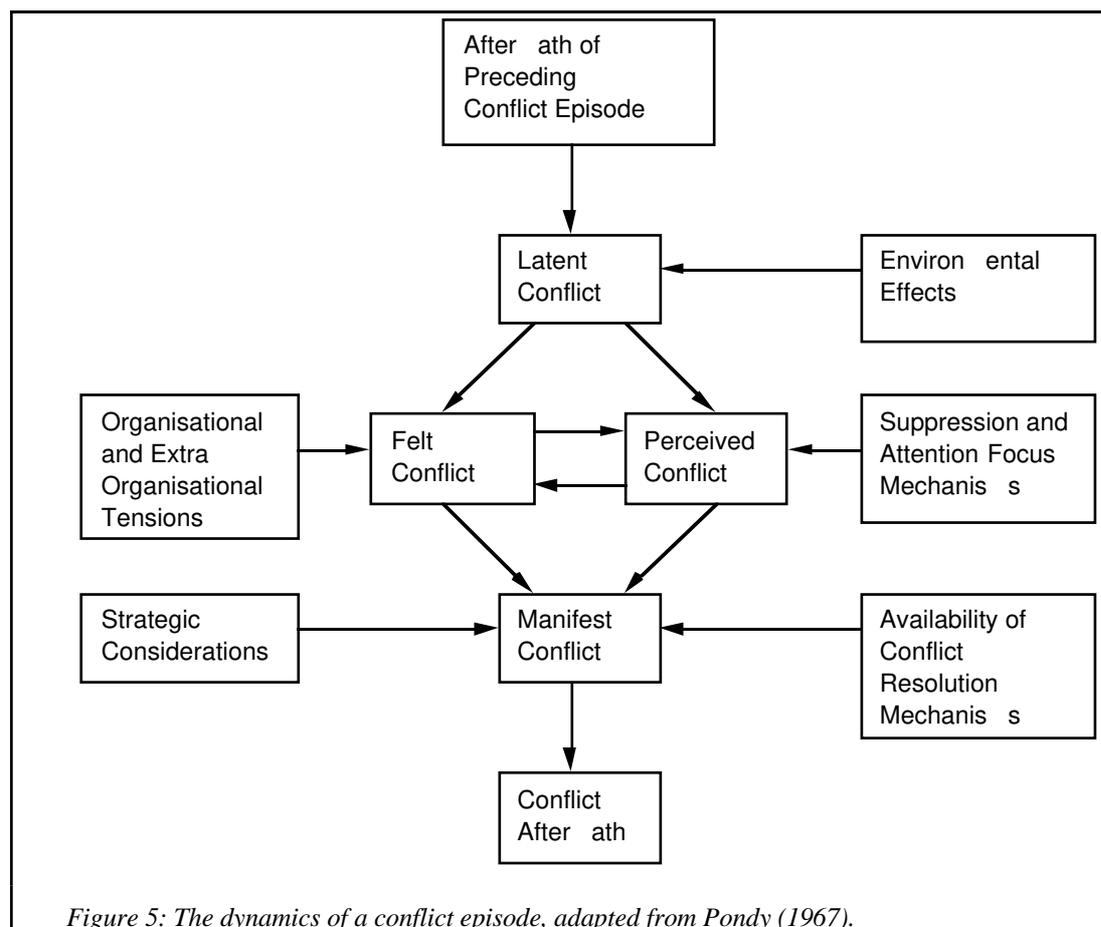 After ath of
Preceding
Conflict Episode
Latent
Conflict
Environ ental
Effects
Organisational
and Extra
Organisational
Tensions
Felt
Conflict
Perceived
Conflict
Suppression and
Attention Focus
Mechanis s
Strategic
Considerations
Manifest
Conflict
Availability of
Conflict
Resolution
Mechanis s
Conflict
After ath
Figure 5: The dynamics of a conflict episode, adapted from Pondy (1967).